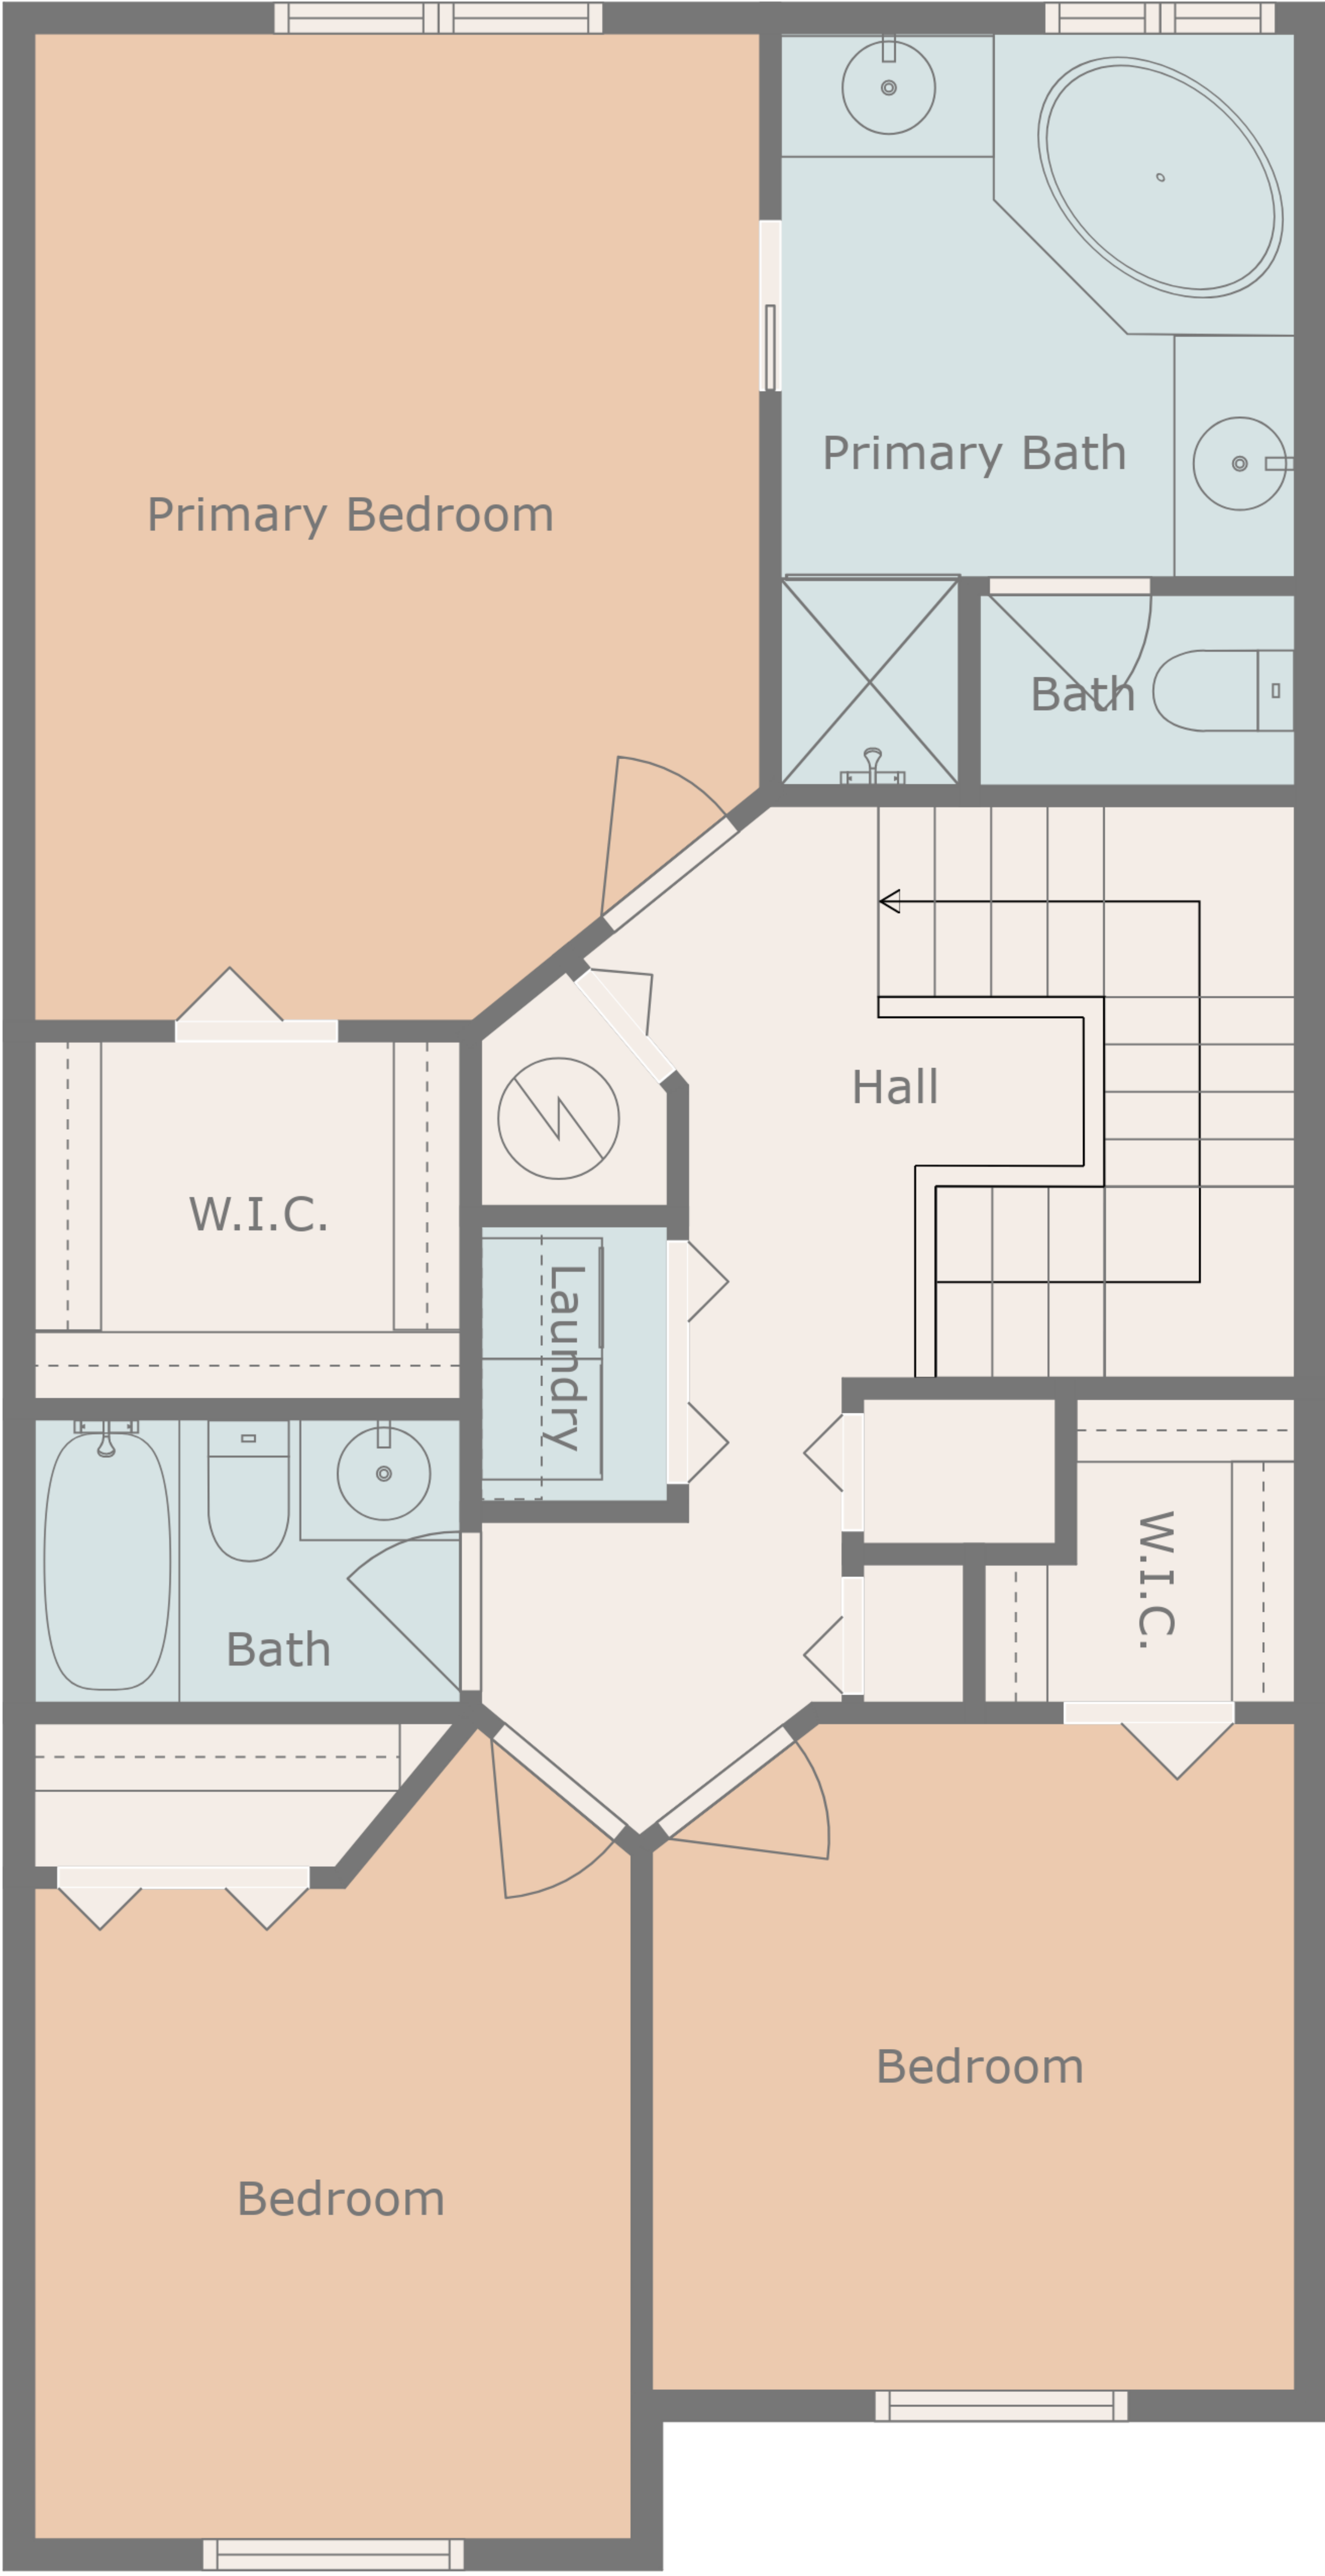 Primary Bath
Primary Bedroom
Bath
Hall
W.I.C.
Laundry
W.I.C.
Bath
Bedroom
Bedroom